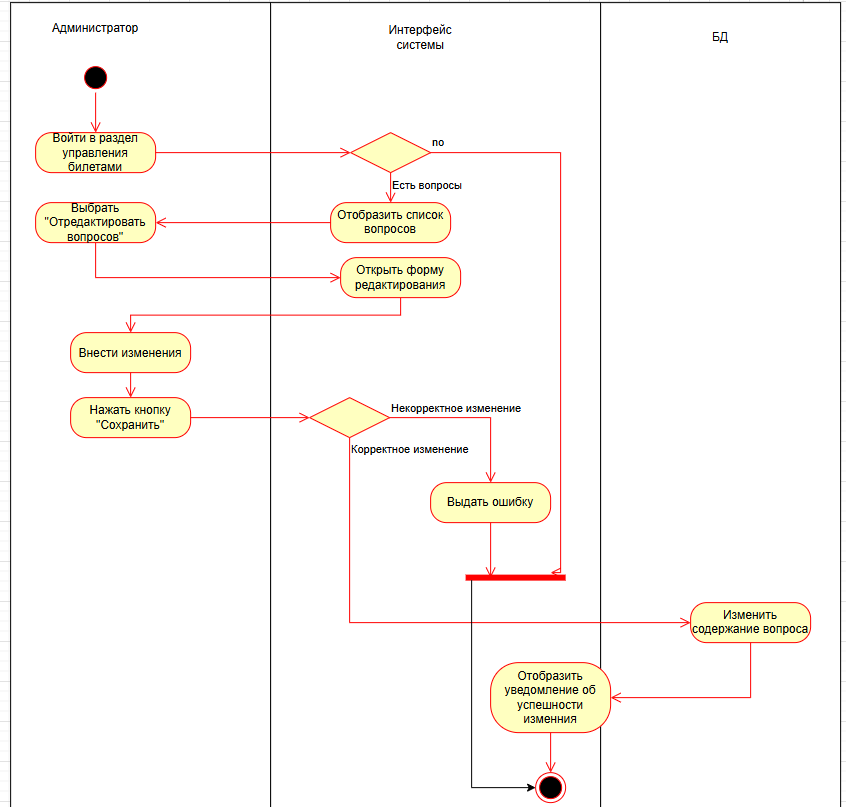 Администратор
Интерфейс
системы
БД
Войти в раздел
управления
билетами
no
Есть вопросы
Выбрать
"Отредактировать
вопросов"
Отобразить список
вопросов
Открыть форму
редактирования
Внести изменения
Нажать кнопку
"Сохранить"
Некорректное изменение
Корректное изменение
Выдать ошибку
Изменить
содержание вопроса
Отобразить
уведомление об
успешности
изменния